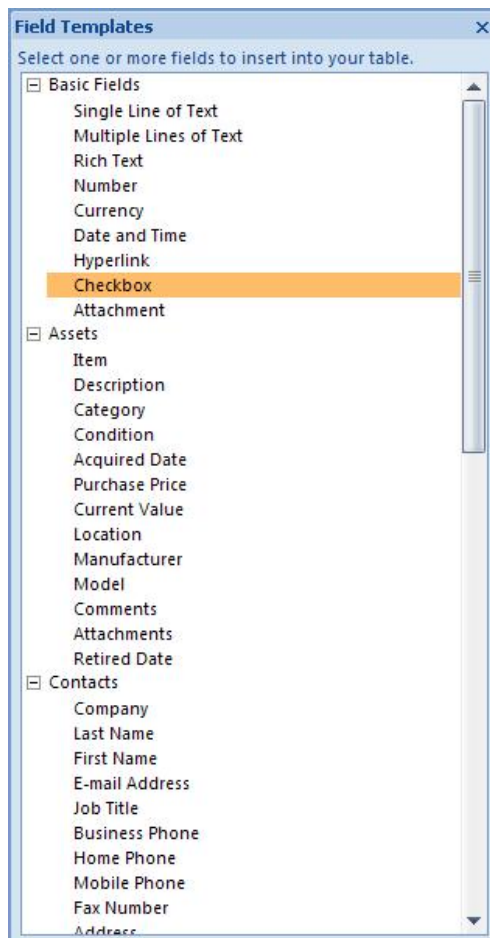 Field Templates
Select one or more fields to insert into your table.
Basic Fields
Single Line of Text
Multiple Lines of Text
Rich Text
Number
Currency
Date and Time
Hyperlink
Checkbox
Attachment
Assets
Item
Description
Category
Condition
Acquired Date
Purchase Price
Current Value
Location
Manufacturer
Model
Comments
Attachments
Retired Date
Contacts
Company
Last Name
First Name
E-mail Address
Job Title
Business Phone
Home Phone
Mobile Phone
Fax Number
Address